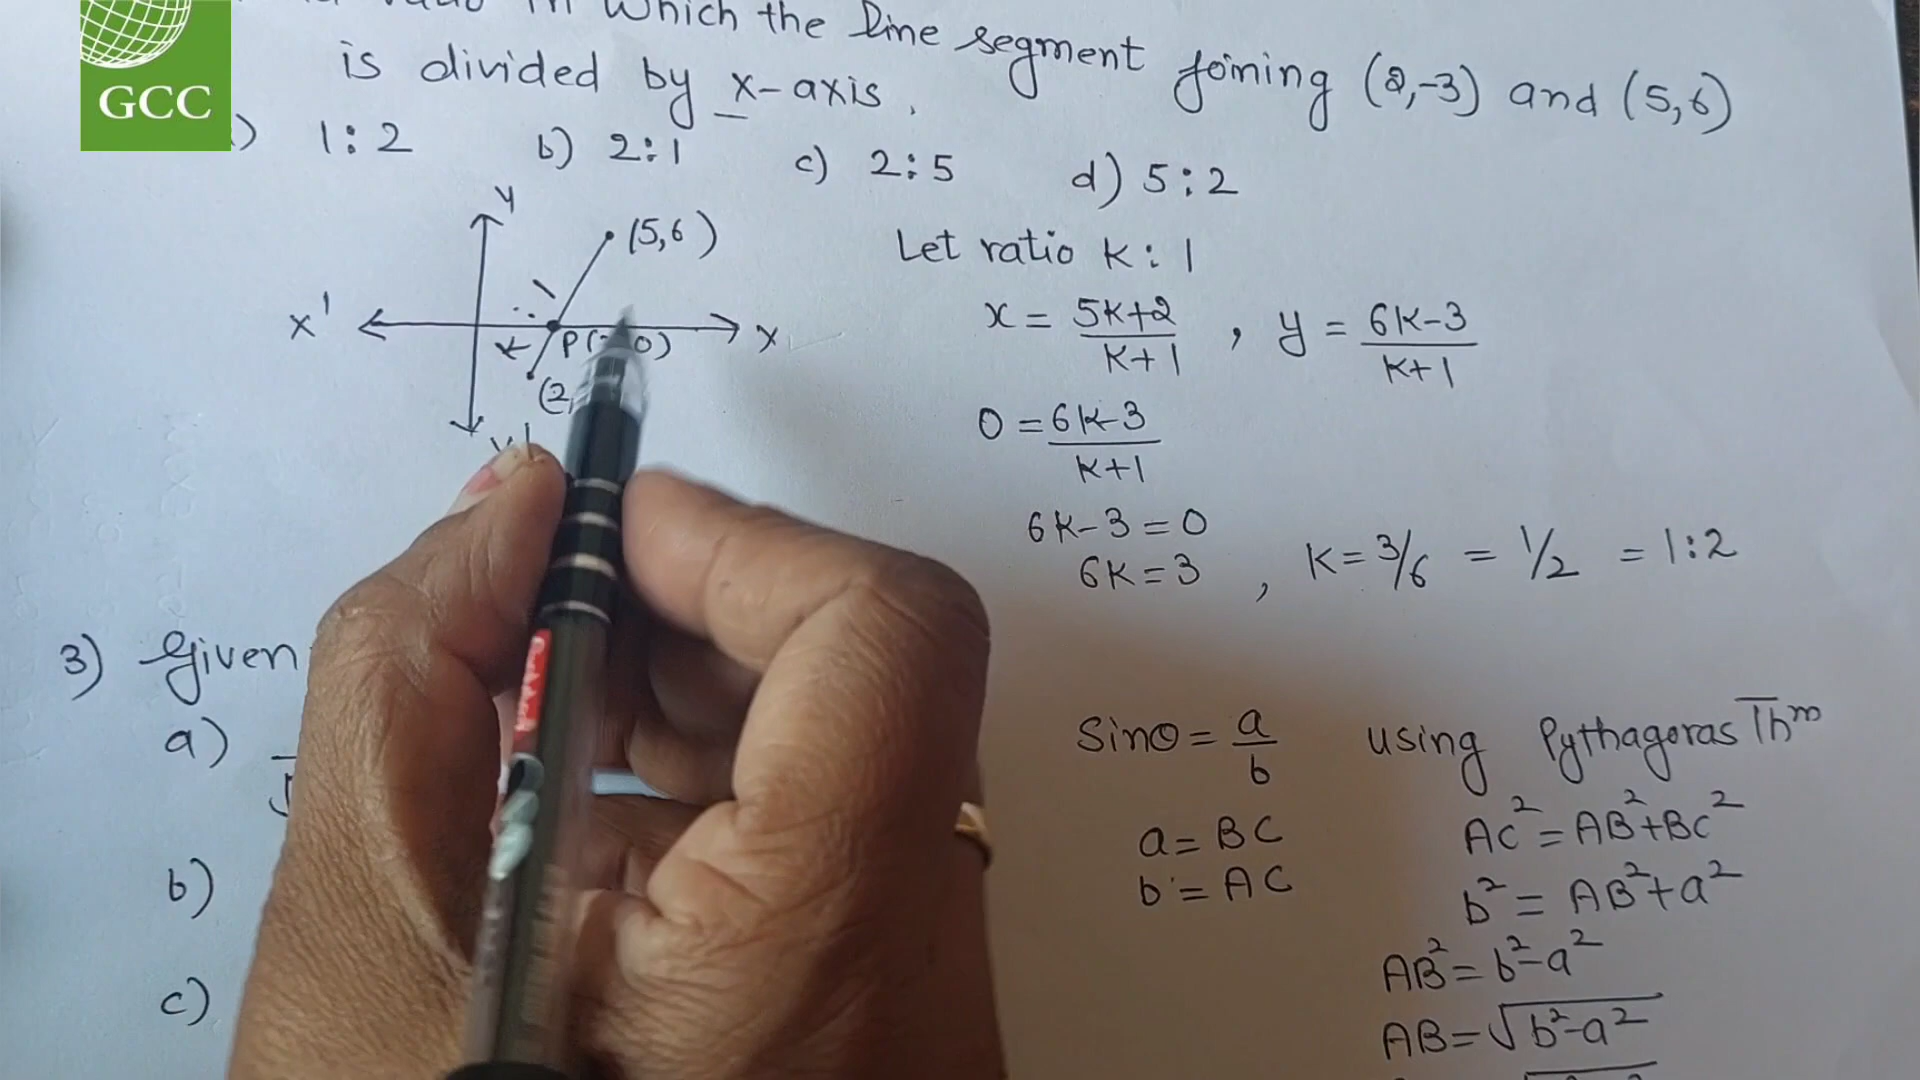 GCC
in which the line segment joining (2,-3) and (5,6)
is divided by x-axis.
) 1:2 b) 2:1 c) 2:5 d) 5:2
Y
(5,6)
X' X
P( 0)
(2,
Let ratio K:1
x = 5K+2/K+1 , y = 6K-3/K+1
0 = 6K-3/K+1
6K-3=0
6K=3 , K=3/6 = 1/2 = 1:2
3) Given
a)
b)
c)
Sinθ = a/b
a = BC
b = AC
using Pythagoras Thm
AC² = AB²+BC²
b² = AB²+a²
AB² = b²-a²
AB = √b²-a²